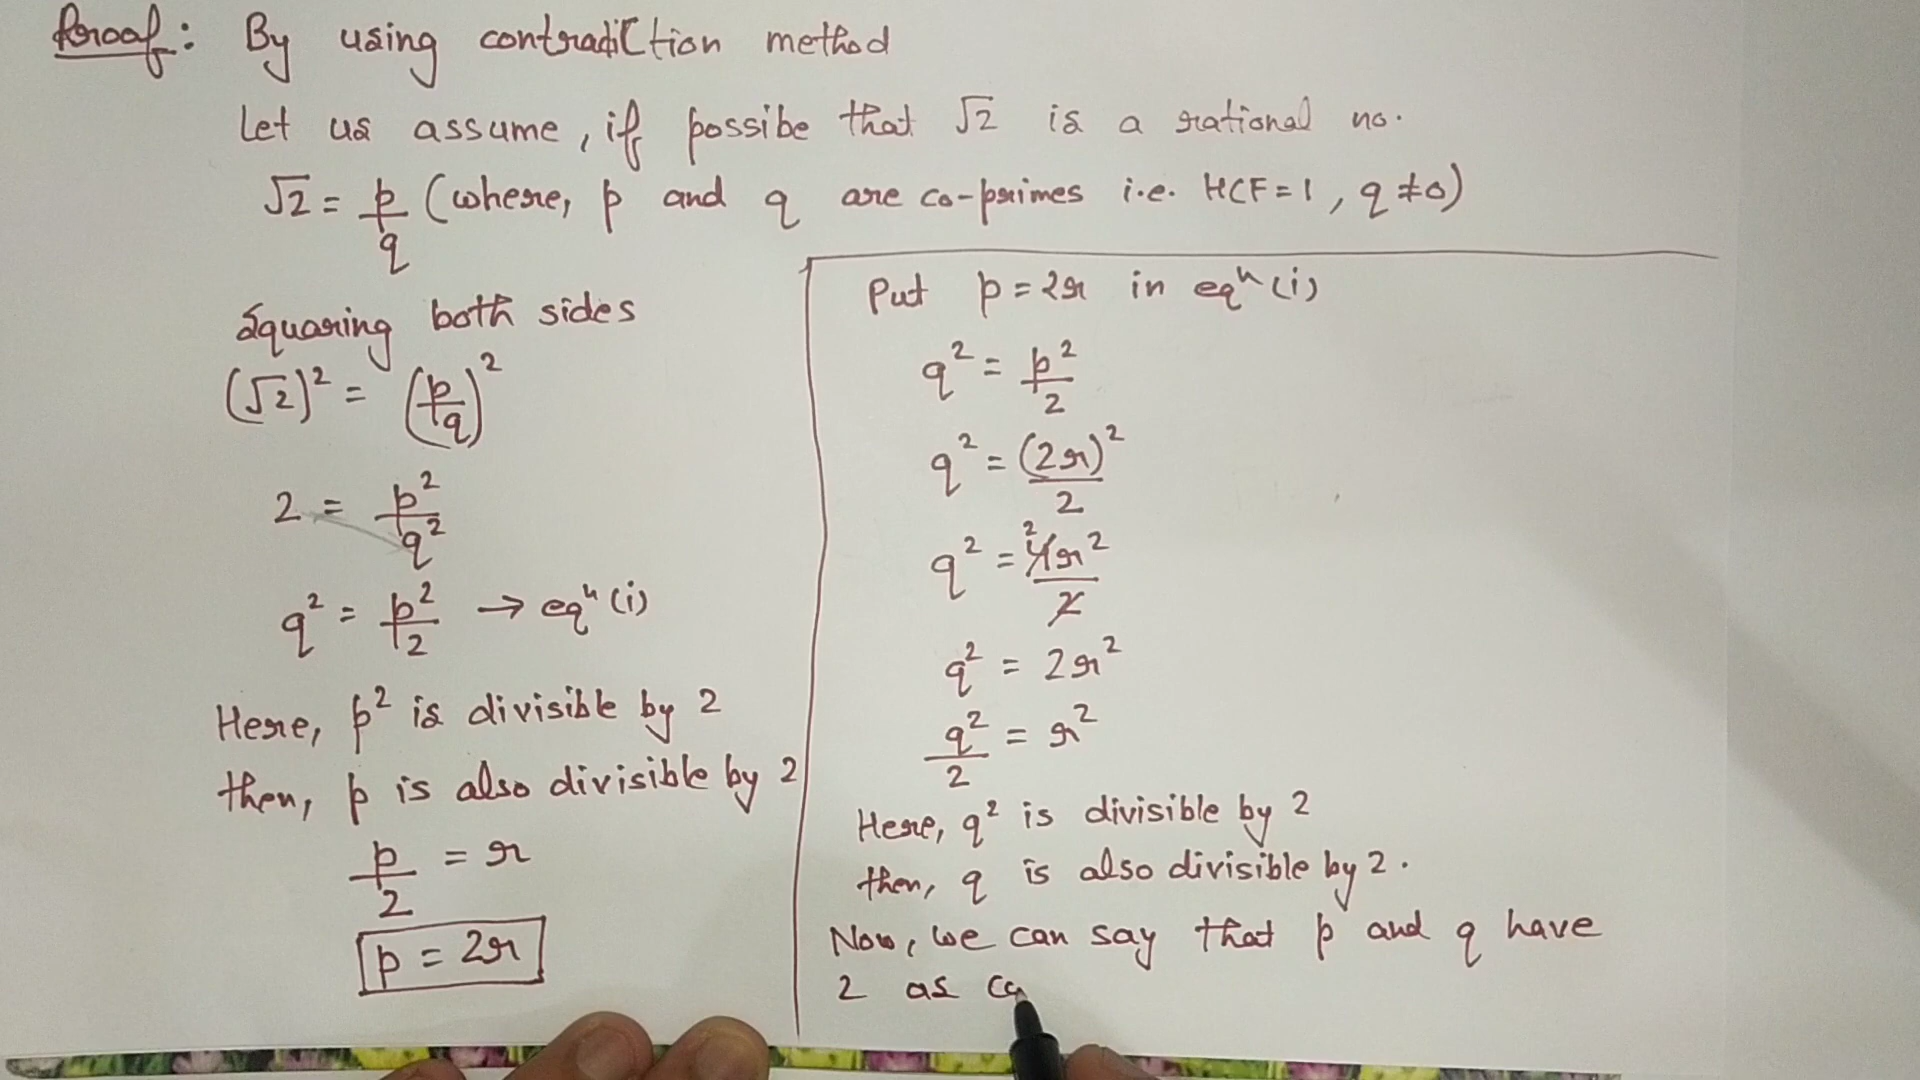 Proof: By using contradiction method
Let us assume, if possibe that √2 is a rational no.
√2 = p/q (where, p and q are co-primes i.e. HCF=1, q≠0)
Squaring both sides
(√2)² = (p/q)²
2 = p²/q²
q² = p²/2 → eqⁿ(i)
Here, p² is divisible by 2
then, p is also divisible by 2
p/2 = r
p = 2r
Put p = 2r in eqⁿ(i)
q² = p²/2
q² = (2r)²/2
q² = 4r²/2 2
q² = 2r²
q²/2 = r²
Here, q² is divisible by 2
then, q is also divisible by 2.
Now, we can say that p and q have
2 as co